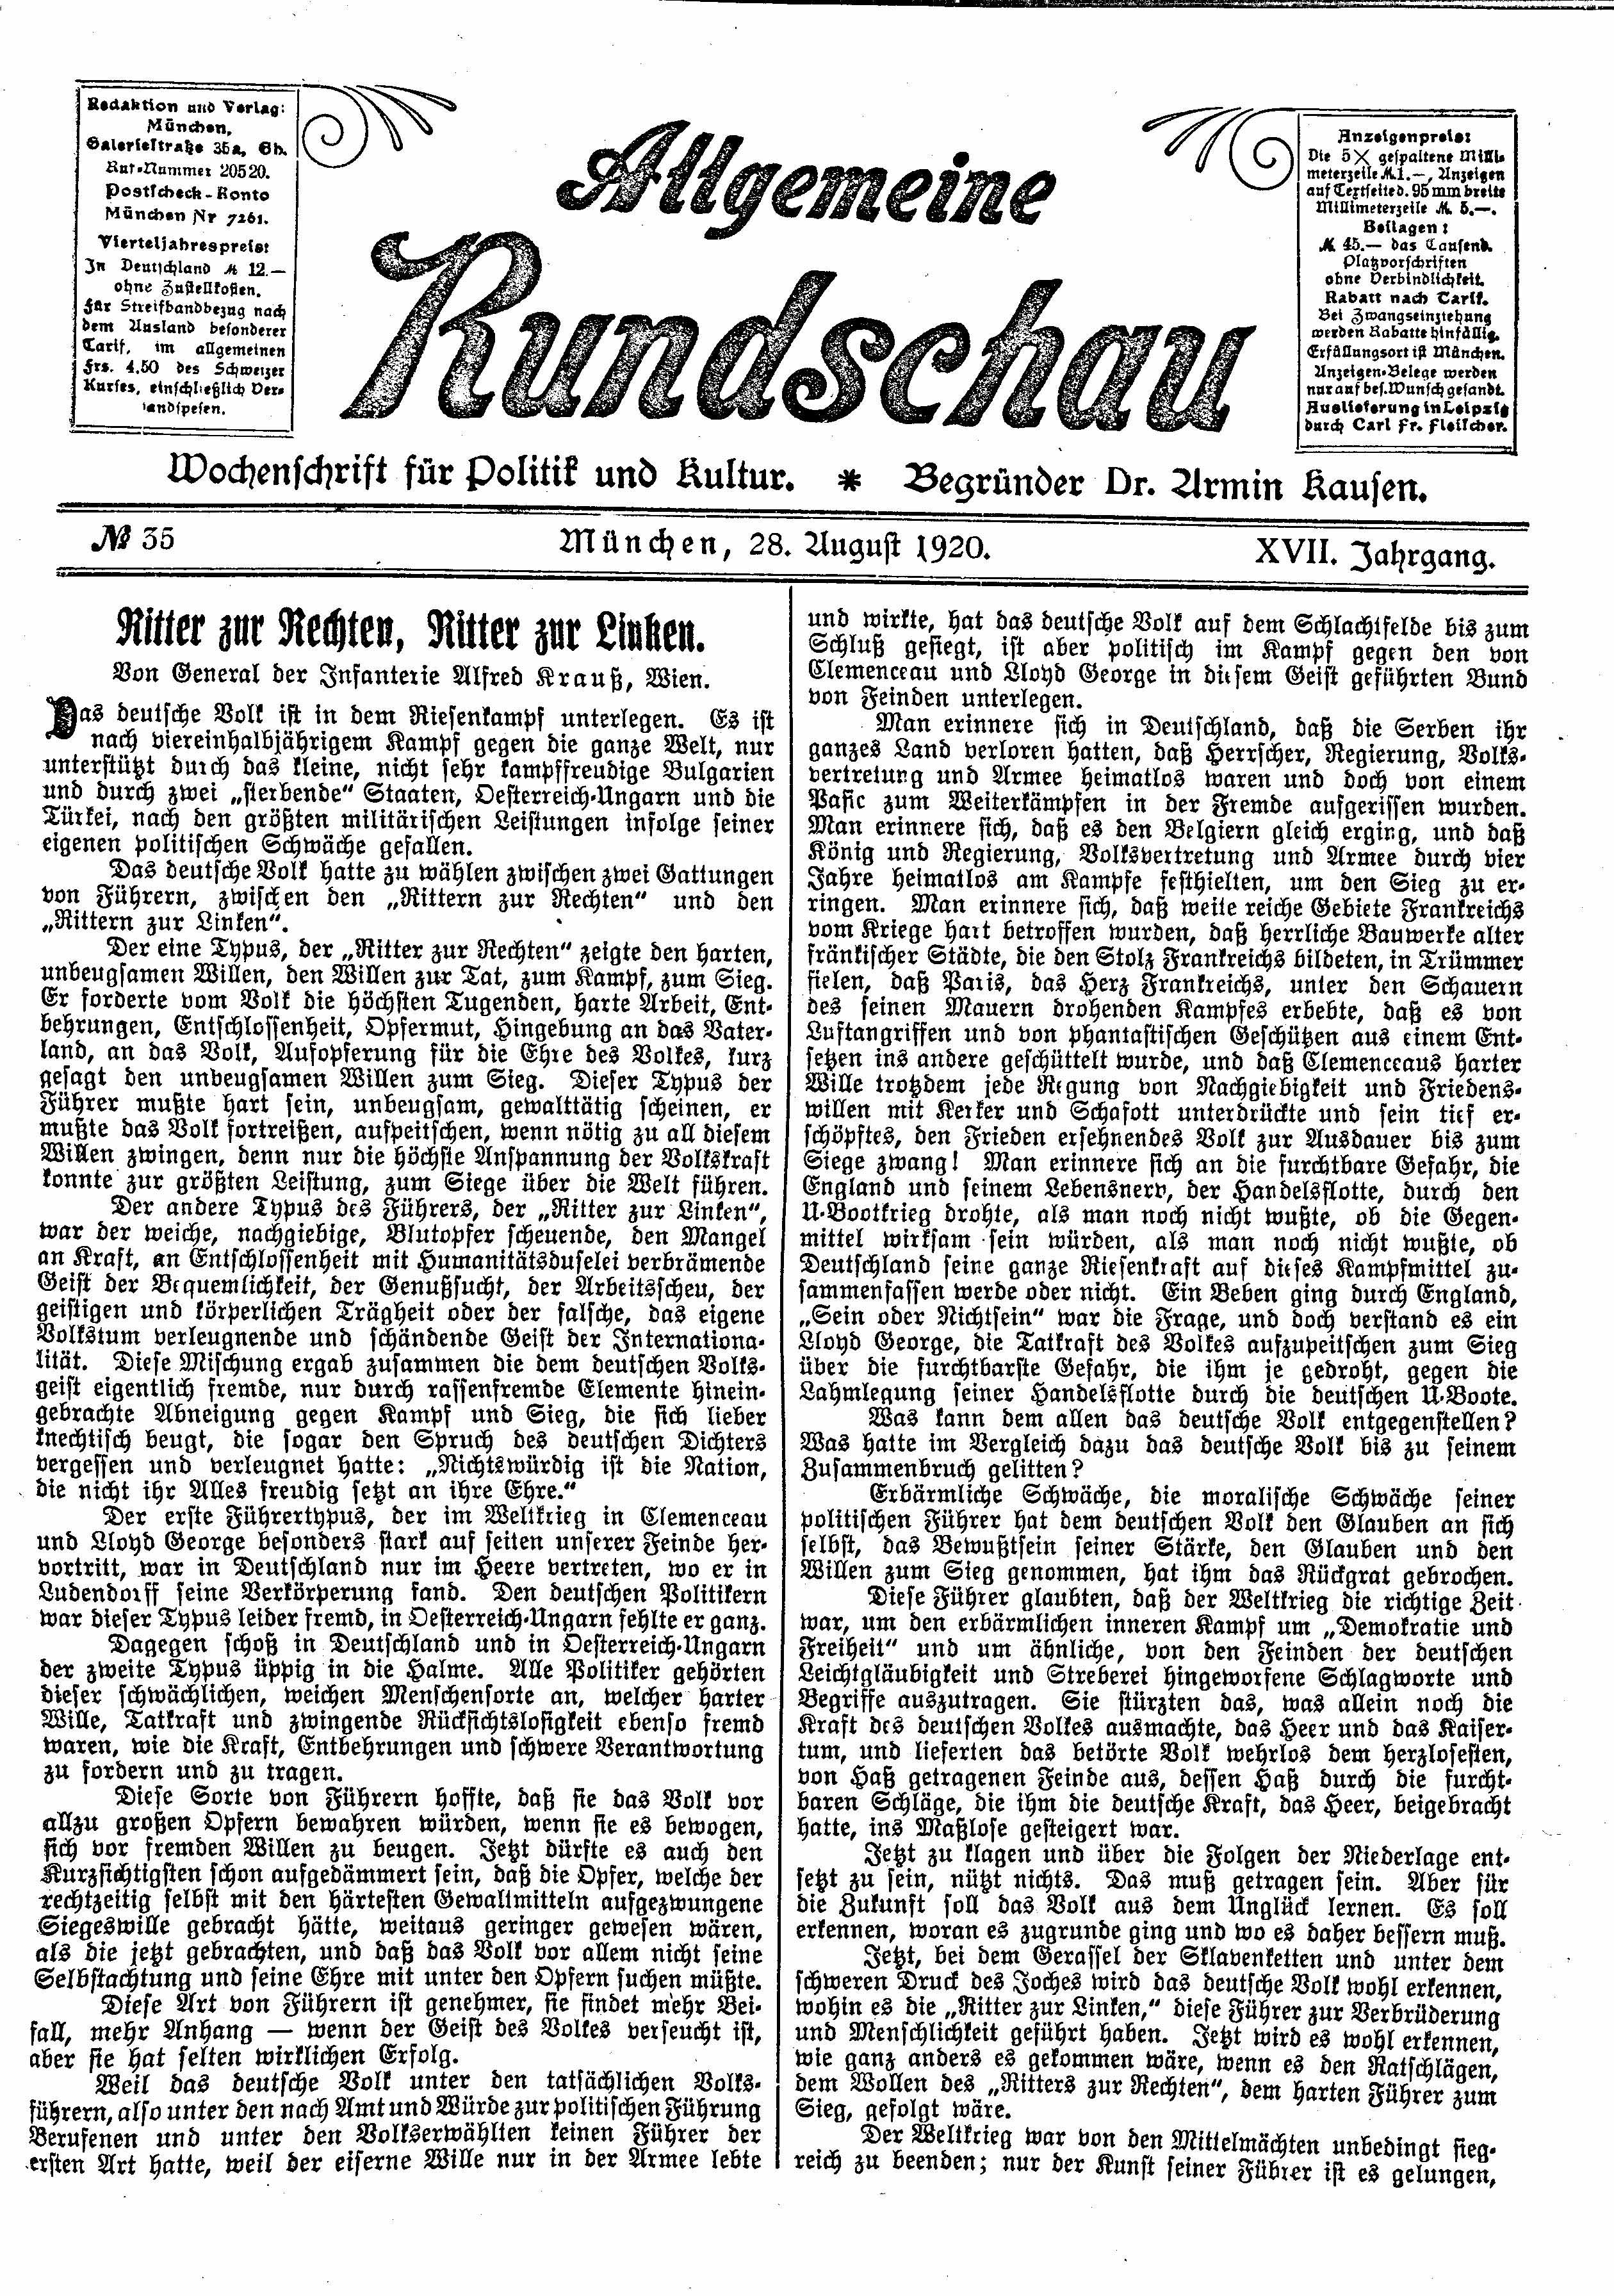 Redaktion und Verlag:
München,
Galeriestraße 35a, Gh.
Ruf-Nummer 20520.
Postscheck-Konto
München Nr 7261.
Vierteljahrespreis:
In Deutschland M 12.—
ohne Zustellkosten.
Für Streifbandbezug nach
dem Ausland besonderer
Tarif, im allgemeinen
Frs. 4.50 des Schweizer
Kurses, einschließlich Ver-
sandspesen.
Allgemeine
Rundschau
Anzeigenpreis:
Die 5 X gespaltene Milli-
meterzeile M 1.—, Anzeigen
auf Textseite d. 95 mm breite
Millimeterzeile M. 5.—.
Beilagen:
M 45.— das Tausend.
Platzvorschriften
ohne Verbindlichkeit.
Rabatt nach Tarif.
Bei Zwangseinziehung
werden Rabatte hinfällig.
Erfüllungsort ist München.
Anzeigen-Belege werden
nur auf bes. Wunsch gesandt.
Auslieferung in Leipzig
durch Carl Fr. Fleischer.
Wochenschrift für Politik und Kultur. * Begründer Dr. Armin Kausen.
№ 35
München, 28. August 1920.
XVII. Jahrgang.
Ritter zur Rechten, Ritter zur Linken.
Von General der Infanterie Alfred Krauß, Wien.
Das deutsche Volk ist in dem Riesenkampf unterlegen. Es ist
nach viereinhalbjährigem Kampf gegen die ganze Welt, nur
unterstützt durch das kleine, nicht sehr kampffreudige Bulgarien
und durch zwei „sterbende“ Staaten, Oesterreich-Ungarn und die
Türkei, nach den größten militärischen Leistungen infolge seiner
eigenen politischen Schwäche gefallen.
Das deutsche Volk hatte zu wählen zwischen zwei Gattungen
von Führern, zwischen den „Rittern zur Rechten“ und den
„Rittern zur Linken“.
Der eine Typus, der „Ritter zur Rechten“ zeigte den harten,
unbeugsamen Willen, den Willen zur Tat, zum Kampf, zum Sieg.
Er forderte vom Volk die höchsten Tugenden, harte Arbeit, Ent-
behrungen, Entschlossenheit, Opfermut, Hingebung an das Vater-
land, an das Volk, Aufopferung für die Ehre des Volkes, kurz
gesagt den unbeugsamen Willen zum Sieg. Dieser Typus der
Führer mußte hart sein, unbeugsam, gewalttätig scheinen, er
mußte das Volk fortreißen, aufpeitschen, wenn nötig zu all diesem
Willen zwingen, denn nur die höchste Anspannung der Volkskraft
konnte zur größten Leistung, zum Siege über die Welt führen.
Der andere Typus des Führers, der „Ritter zur Linken“,
war der weiche, nachgiebige, Blutopfer scheuende, den Mangel
an Kraft, an Entschlossenheit mit Humanitätsduselei verbrämende
Geist der Bequemlichkeit, der Genußsucht, der Arbeitsscheu, der
geistigen und körperlichen Trägheit oder der falsche, das eigene
Volkstum verleugnende und schändende Geist der Internationa-
lität. Diese Mischung ergab zusammen die dem deutschen Volks-
geist eigentlich fremde, nur durch rassenfremde Elemente hinein-
gebrachte Abneigung gegen Kampf und Sieg, die sich lieber
knechtisch beugt, die sogar den Spruch des deutschen Dichters
vergessen und verleugnet hatte: „Nichtswürdig ist die Nation,
die nicht ihr Alles freudig setzt an ihre Ehre.“
Der erste Führertypus, der im Weltkrieg in Clemenceau
und Lloyd George besonders stark auf seiten unserer Feinde her-
vortritt, war in Deutschland nur im Heere vertreten, wo er in
Ludendorff seine Verkörperung fand. Den deutschen Politikern
war dieser Typus leider fremd, in Oesterreich-Ungarn fehlte er ganz.
Dagegen schoß in Deutschland und in Oesterreich-Ungarn
der zweite Typus üppig in die Halme. Alle Politiker gehörten
dieser schwächlichen, weichen Menschensorte an, welcher harter
Wille, Tatkraft und zwingende Rücksichtslosigkeit ebenso fremd
waren, wie die Kraft, Entbehrungen und schwere Verantwortung
zu fordern und zu tragen.
Diese Sorte von Führern hoffte, daß sie das Volk vor
allzu großen Opfern bewahren würden, wenn sie es bewogen,
sich vor fremden Willen zu beugen. Jetzt dürfte es auch den
Kurzsichtigsten schon aufgedämmert sein, daß die Opfer, welche der
rechtzeitig selbst mit den härtesten Gewaltmitteln aufgezwungene
Siegeswille gebracht hätte, weitaus geringer gewesen wären,
als die jetzt gebrachten, und daß das Volk vor allem nicht seine
Selbstachtung und seine Ehre mit unter den Opfern suchen müßte.
Diese Art von Führern ist genehmer, sie findet mehr Bei-
fall, mehr Anhang — wenn der Geist des Volkes verseucht ist,
aber sie hat selten wirklichen Erfolg.
Weil das deutsche Volk unter den tatsächlichen Volks-
führern, also unter den nach Amt und Würde zur politischen Führung
Berufenen und unter den Volkserwählten keinen Führer der
ersten Art hatte, weil der eiserne Wille nur in der Armee lebte
und wirkte, hat das deutsche Volk auf dem Schlachtfelde bis zum
Schluß gesiegt, ist aber politisch im Kampf gegen den von
Clemenceau und Lloyd George in diesem Geist geführten Bund
von Feinden unterlegen.
Man erinnere sich in Deutschland, daß die Serben ihr
ganzes Land verloren hatten, daß Herrscher, Regierung, Volks-
vertretung und Armee heimatlos waren und doch von einem
Pasic zum Weiterkämpfen in der Fremde aufgerissen wurden.
Man erinnere sich, daß es den Belgiern gleich erging, und daß
König und Regierung, Volksvertretung und Armee durch vier
Jahre heimatlos am Kampfe festhielten, um den Sieg zu er-
ringen. Man erinnere sich, daß weite reiche Gebiete Frankreichs
vom Kriege hart betroffen wurden, daß herrliche Bauwerke alter
fränkischer Städte, die den Stolz Frankreichs bildeten, in Trümmer
fielen, daß Paris, das Herz Frankreichs, unter den Schauern
des seinen Mauern drohenden Kampfes erbebte, daß es von
Luftangriffen und von phantastischen Geschützen aus einem Ent-
setzen ins andere geschüttelt wurde, und daß Clemenceaus harter
Wille trotzdem jede Regung von Nachgiebigkeit und Friedens-
willen mit Kerker und Schafott unterdrückte und sein tief er-
schöpftes, den Frieden ersehnendes Volk zur Ausdauer bis zum
Siege zwang! Man erinnere sich an die furchtbare Gefahr, die
England und seinem Lebensnerv, der Handelsflotte, durch den
U-Bootkrieg drohte, als man noch nicht wußte, ob die Gegen-
mittel wirksam sein würden, als man noch nicht wußte, ob
Deutschland seine ganze Riesenkraft auf dieses Kampfmittel zu-
sammenfassen werde oder nicht. Ein Beben ging durch England,
„Sein oder Nichtsein“ war die Frage, und doch verstand es ein
Lloyd George, die Tatkraft des Volkes aufzupeitschen zum Sieg
über die furchtbarste Gefahr, die ihm je gedroht, gegen die
Lahmlegung seiner Handelsflotte durch die deutschen U-Boote.
Was kann dem allen das deutsche Volk entgegenstellen?
Was hatte im Vergleich dazu das deutsche Volk bis zu seinem
Zusammenbruch gelitten?
Erbärmliche Schwäche, die moralische Schwäche seiner
politischen Führer hat dem deutschen Volk den Glauben an sich
selbst, das Bewußtsein seiner Stärke, den Glauben und den
Willen zum Sieg genommen, hat ihm das Rückgrat gebrochen.
Diese Führer glaubten, daß der Weltkrieg die richtige Zeit
war, um den erbärmlichen inneren Kampf um „Demokratie und
Freiheit“ und um ähnliche, von den Feinden der deutschen
Leichtgläubigkeit und Streberei hingeworfene Schlagworte und
Begriffe auszutragen. Sie stürzten das, was allein noch die
Kraft des deutschen Volkes ausmachte, das Heer und das Kaiser-
tum, und lieferten das betörte Volk wehrlos dem herzlosesten,
von Haß getragenen Feinde aus, dessen Haß durch die furcht-
baren Schläge, die ihm die deutsche Kraft, das Heer, beigebracht
hatte, ins Maßlose gesteigert war.
Jetzt zu klagen und über die Folgen der Niederlage ent-
setzt zu sein, nützt nichts. Das muß getragen sein. Aber für
die Zukunft soll das Volk aus dem Unglück lernen. Es soll
erkennen, woran es zugrunde ging und wo es daher bessern muß.
Jetzt, bei dem Gerassel der Sklavenketten und unter dem
schweren Druck des Joches wird das deutsche Volk wohl erkennen,
wohin es die „Ritter zur Linken,“ diese Führer zur Verbrüderung
und Menschlichkeit geführt haben. Jetzt wird es wohl erkennen,
wie ganz anders es gekommen wäre, wenn es den Ratschlägen,
dem Wollen des „Ritters zur Rechten“, dem harten Führer zum
Sieg, gefolgt wäre.
Der Weltkrieg war von den Mittelmächten unbedingt sieg-
reich zu beenden; nur der Kunst seiner Führer ist es gelungen,